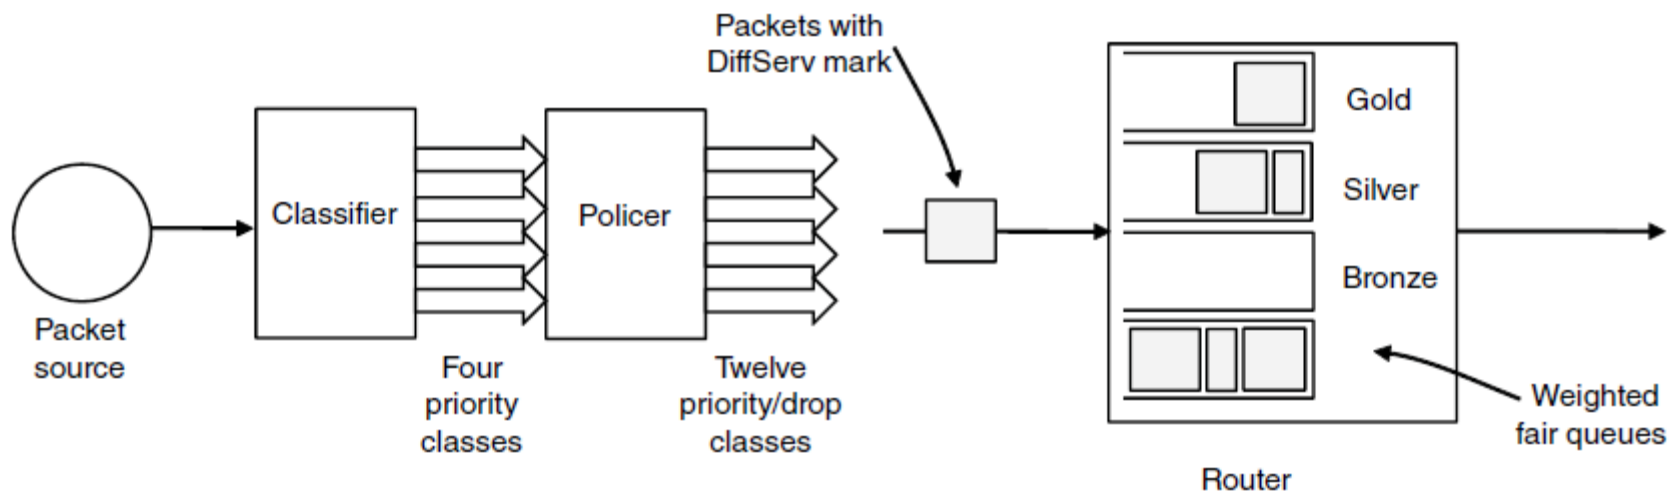 Packets with
DiffServ mark
Classifier
Policer
Gold
Silver
Bronze
Packet
source
Four
priority
classes
Twelve
priority/drop
classes
Weighted
fair queues
Router